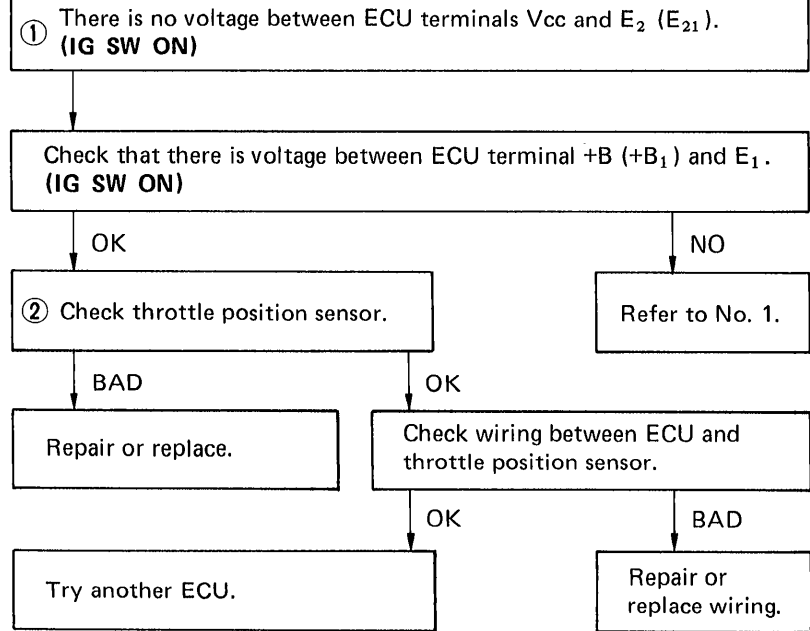 ① There is no voltage between ECU terminals Vcc and E₂ (E₂₁).
(IG SW ON)
Check that there is voltage between ECU terminal +B (+B₁) and E₁.
(IG SW ON)
OK
NO
② Check throttle position sensor.
Refer to No. 1.
BAD
OK
Repair or replace.
Check wiring between ECU and
throttle position sensor.
OK
BAD
Try another ECU.
Repair or
replace wiring.